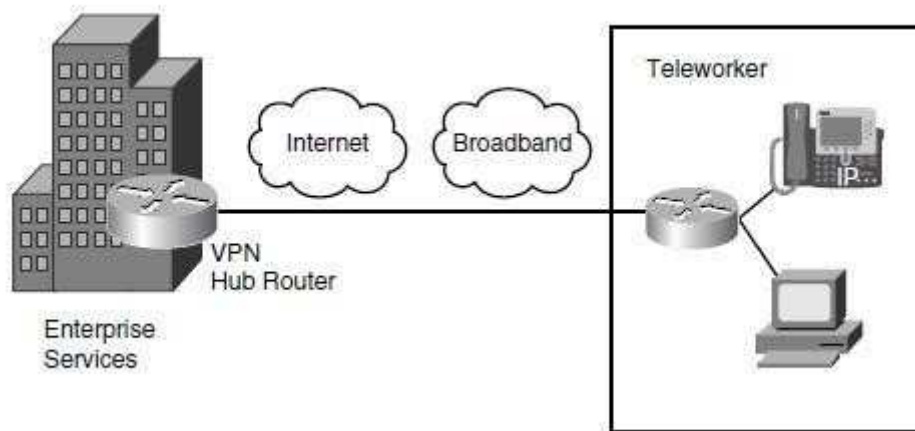 Teleworker
Internet
Broadband
IP...
VPN
Hub Router
Enterprise
Services